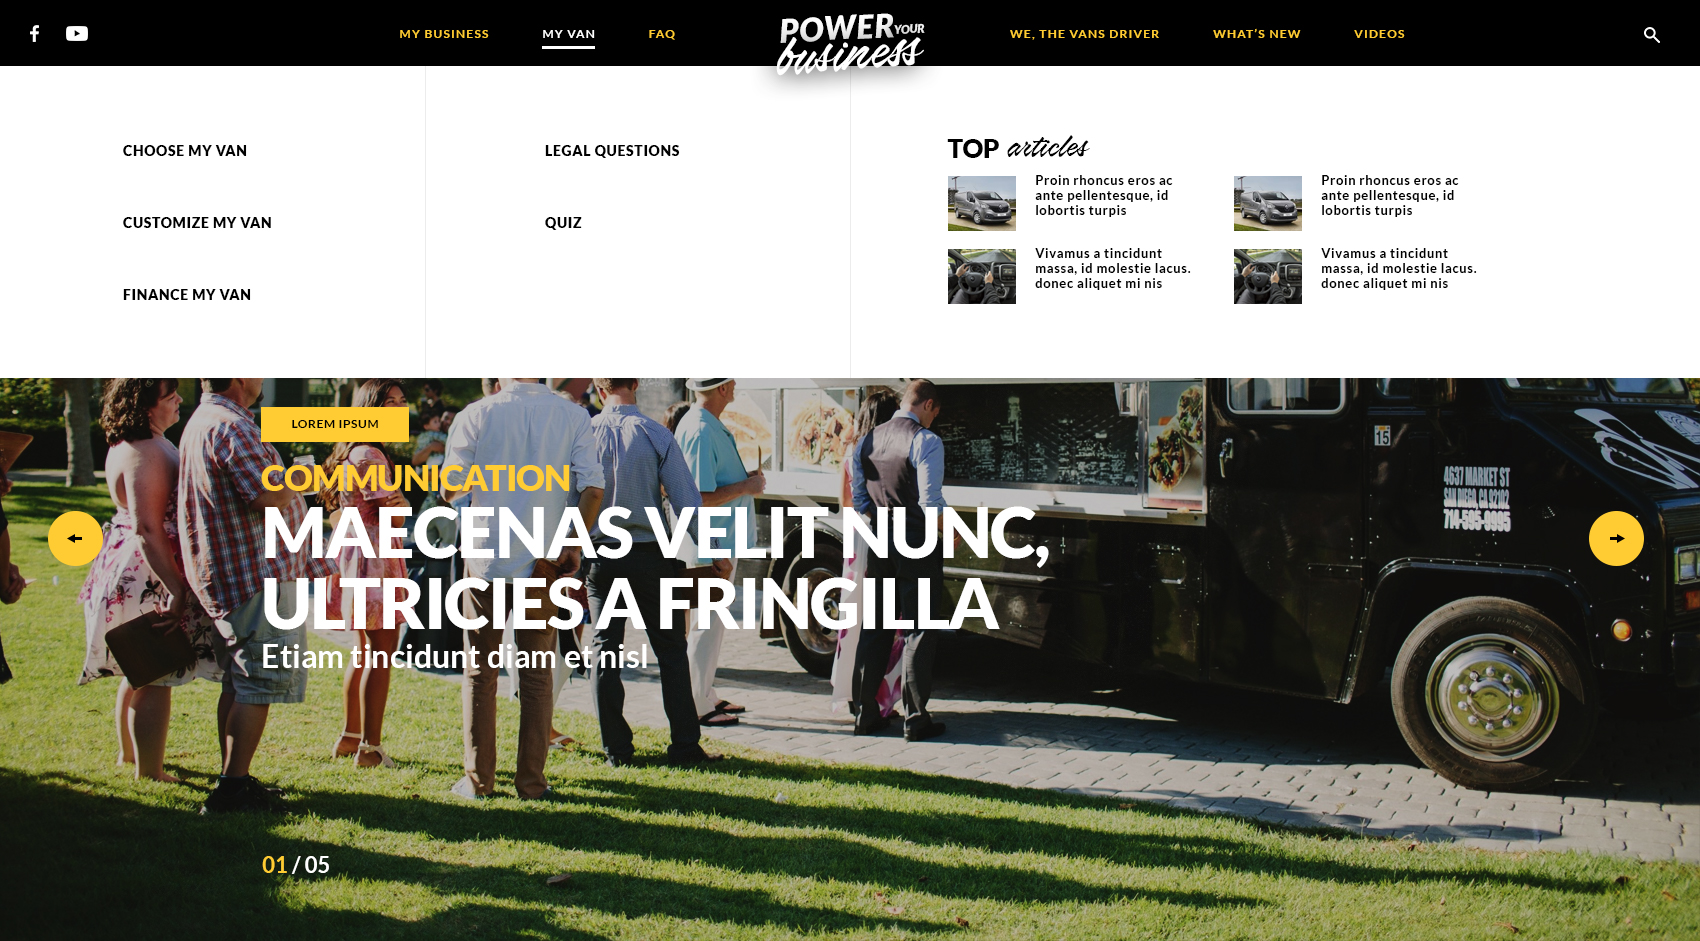 MY BUSINESS
MY VAN
FAQ
POWER YOUR
business
WE, THE VANS DRIVER
WHAT'S NEW
VIDEOS
CHOOSE MY VAN
CUSTOMIZE MY VAN
FINANCE MY VAN
LEGAL QUESTIONS
QUIZ
TOP articles
Proin rhoncus eros ac
ante pellentesque, id
lobortis turpis
Proin rhoncus eros ac
ante pellentesque, id
lobortis turpis
Vivamus a tincidunt
massa, id molestie lacus.
donec aliquet mi nis
Vivamus a tincidunt
massa, id molestie lacus.
donec aliquet mi nis
LOREM IPSUM
COMMUNICATION
MAECENAS VELIT NUNC,
ULTRICIES A FRINGILLA
Etiam tincidunt diam et nisl
15
4637 MARKET ST
SAN DIEGO, CA 92102
714-595-9995
01 / 05